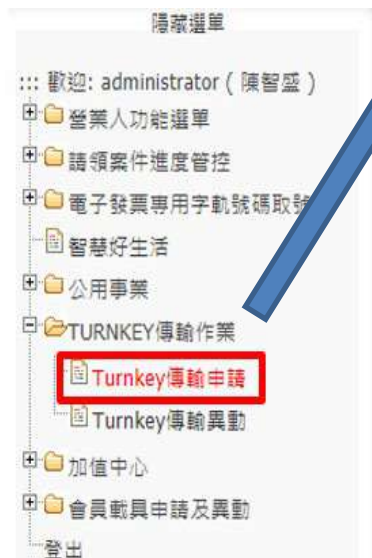 隱藏選單
::: 歡迎: administrator ( 陳智盛 )
營業人功能選單
請領案件進度管控
電子發票專用字軌號碼取號
智慧好生活
公用事業
TURNKEY傳輸作業
Turnkey傳輸申請
Turnkey傳輸異動
加值中心
會員載具申請及異動
登出